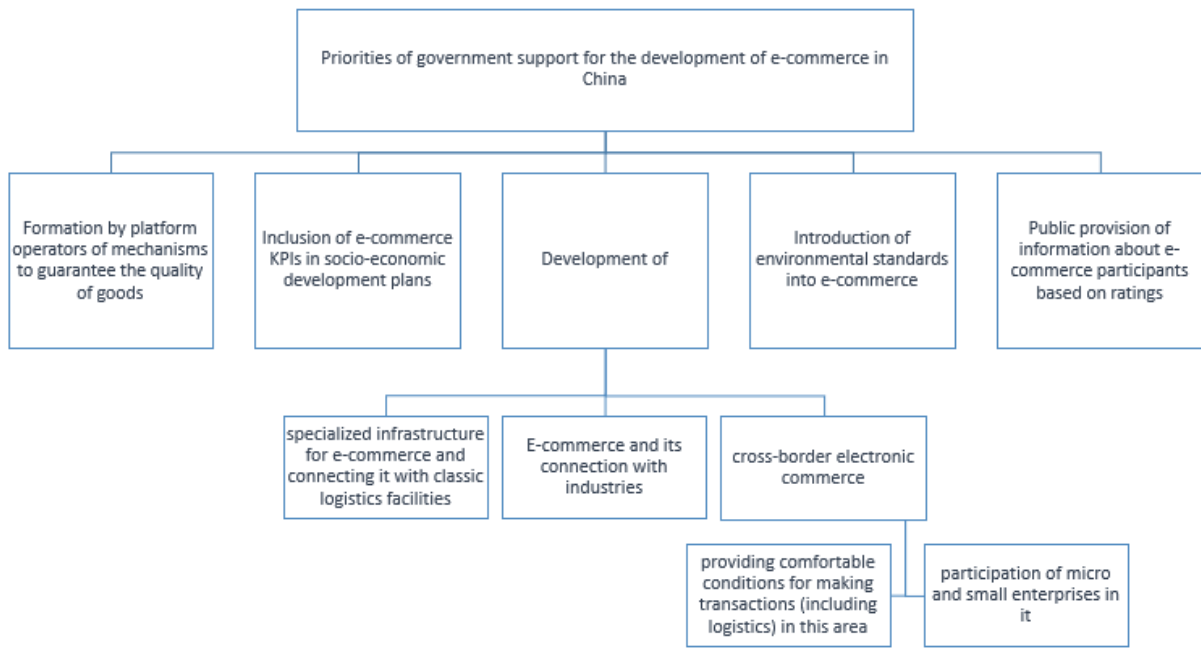 Priorities of government support for the development of e-commerce in
China
Formation by platform
operators of mechanisms
to guarantee the quality
of goods
Inclusion of e-commerce
KPIs in socio-economic
development plans
Development of
Introduction of
environmental standards
into e-commerce
Public provision of
information about e-
commerce participants
based on ratings
specialized infrastructure
for e-commerce and
connecting it with classic
logistics facilities
E-commerce and its
connection with
industries
cross-border electronic
commerce
providing comfortable
conditions for making
transactions (including
logistics) in this area
participation of micro
and small enterprises in
it